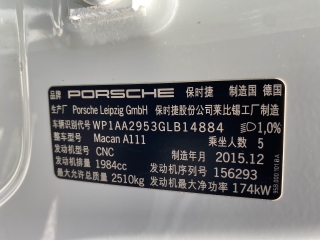 品牌 PORSCHE 保时捷 制造国 德国
生产厂 Porsche Leipzig GmbH 保时捷股份公司莱比锡工厂制造
车辆识别代号 WP1AA2953GLB14884 1,0%
整车型号 Macan A111 乘坐人数 5
发动机型号 CNC 制造年月 2015.12
发动机排量 1984cc 发动机序列号 156293
最大允许总质量 2510kg 发动机最大净功率 174kW
95B.010.101.BA